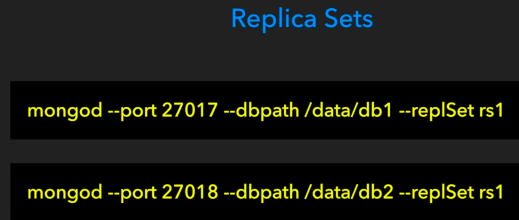 Replica Sets
mongod --port 27017 --dbpath /data/db1 --replSet rs1
mongod --port 27018 --dbpath /data/db2 --replSet rs1